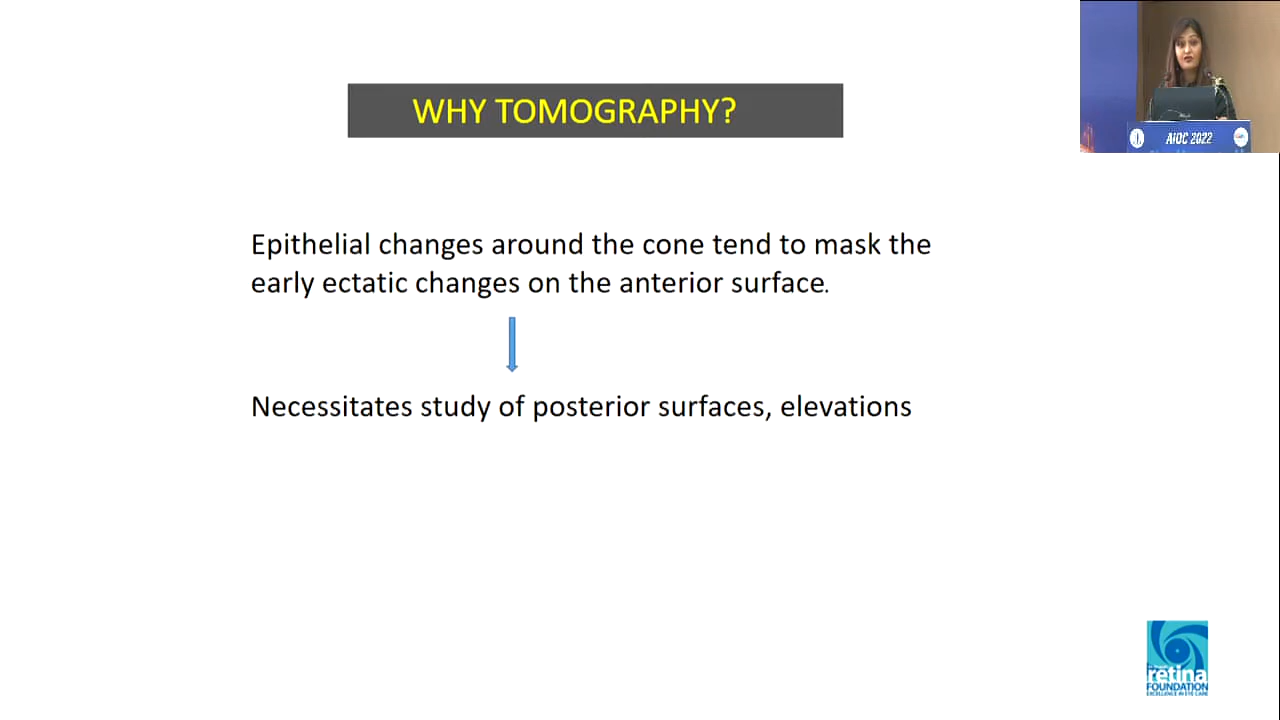 WHY TOMOGRAPHY?
AIOC 2022
Epithelial changes around the cone tend to mask the
early ectatic changes on the anterior surface.
Necessitates study of posterior surfaces, elevations
retina
FOUNDATION
EXCELLENCE IN EYE CARE